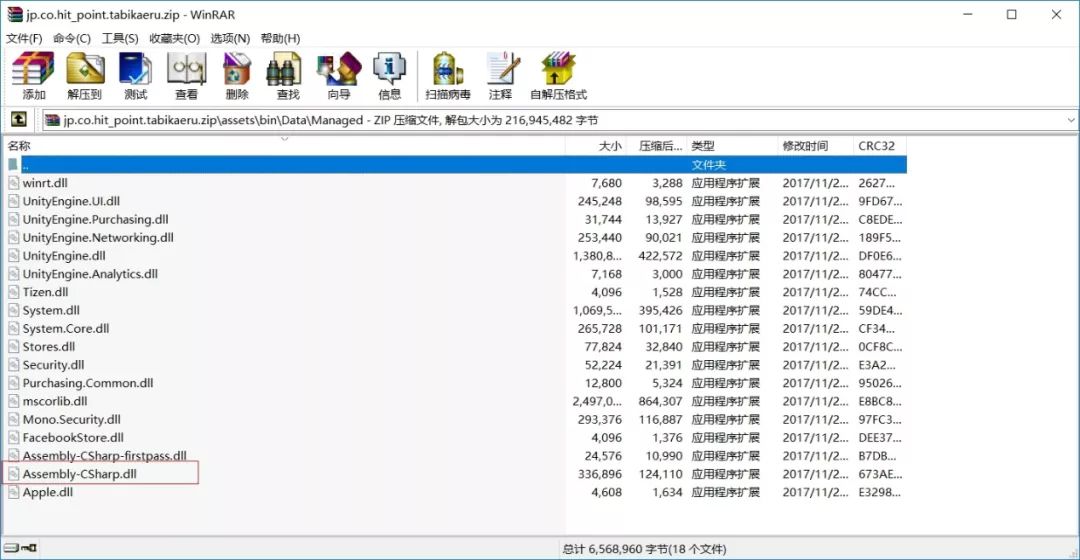 jp.co.hit_point.tabikaeru.zip - WinRAR
文件(F) 命令(C) 工具(S) 收藏夹(O) 选项(N) 帮助(H)
添加 解压到 测试 查看 删除 查找 向导 信息 扫描病毒 注释 自解压格式
jp.co.hit_point.tabikaeru.zip\assets\bin\Data\Managed - ZIP 压缩文件, 解包大小为 216,945,482 字节
名称 大小 压缩后... 类型 修改时间 CRC32
.. 文件夹
winrt.dll 7,680 3,288 应用程序扩展 2017/11/2... 2627...
UnityEngine.UI.dll 245,248 98,595 应用程序扩展 2017/11/2... 9FD67...
UnityEngine.Purchasing.dll 31,744 13,927 应用程序扩展 2017/11/2... C8EDE...
UnityEngine.Networking.dll 253,440 90,021 应用程序扩展 2017/11/2... 189F5...
UnityEngine.dll 1,380,8... 422,572 应用程序扩展 2017/11/2... DF0E6...
UnityEngine.Analytics.dll 7,168 3,000 应用程序扩展 2017/11/2... 80477...
Tizen.dll 4,096 1,528 应用程序扩展 2017/11/2... 74CC...
System.dll 1,069,5... 395,426 应用程序扩展 2017/11/2... 59DE4...
System.Core.dll 265,728 101,171 应用程序扩展 2017/11/2... CF34...
Stores.dll 77,824 32,840 应用程序扩展 2017/11/2... 0CF8C...
Security.dll 52,224 21,391 应用程序扩展 2017/11/2... E3A2...
Purchasing.Common.dll 12,800 5,324 应用程序扩展 2017/11/2... 95026...
mscorlib.dll 2,497,0... 864,307 应用程序扩展 2017/11/2... E8BC8...
Mono.Security.dll 293,376 116,887 应用程序扩展 2017/11/2... 97FC3...
FacebookStore.dll 4,096 1,376 应用程序扩展 2017/11/2... DEE37...
Assembly-CSharp-firstpass.dll 24,576 10,990 应用程序扩展 2017/11/2... B7DB...
Assembly-CSharp.dll 336,896 124,110 应用程序扩展 2017/11/2... 673AE...
Apple.dll 4,608 1,634 应用程序扩展 2017/11/2... E3298...
总计 6,568,960 字节(18 个文件)